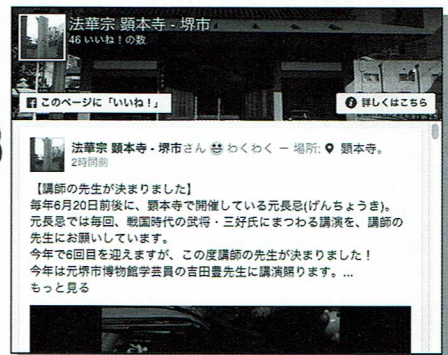 法華宗 顕本寺 - 堺市
46 いいね！の数
このページに「いいね！」
詳しくはこちら
法華宗 顕本寺 - 堺市さん 😆 わくわく ー 場所: 顕本寺。
2時間前
【講師の先生が決まりました】
毎年6月20日前後に、顕本寺で開催している元長忌(げんちょうき)。
元長忌では毎回、戦国時代の武将・三好氏にまつわる講演を、講師の
先生にお願いしています。
今年で6回目を迎えますが、この度講師の先生が決まりました！
今年は元堺市博物館学芸員の吉田豊先生に講演賜ります。...
もっと見る